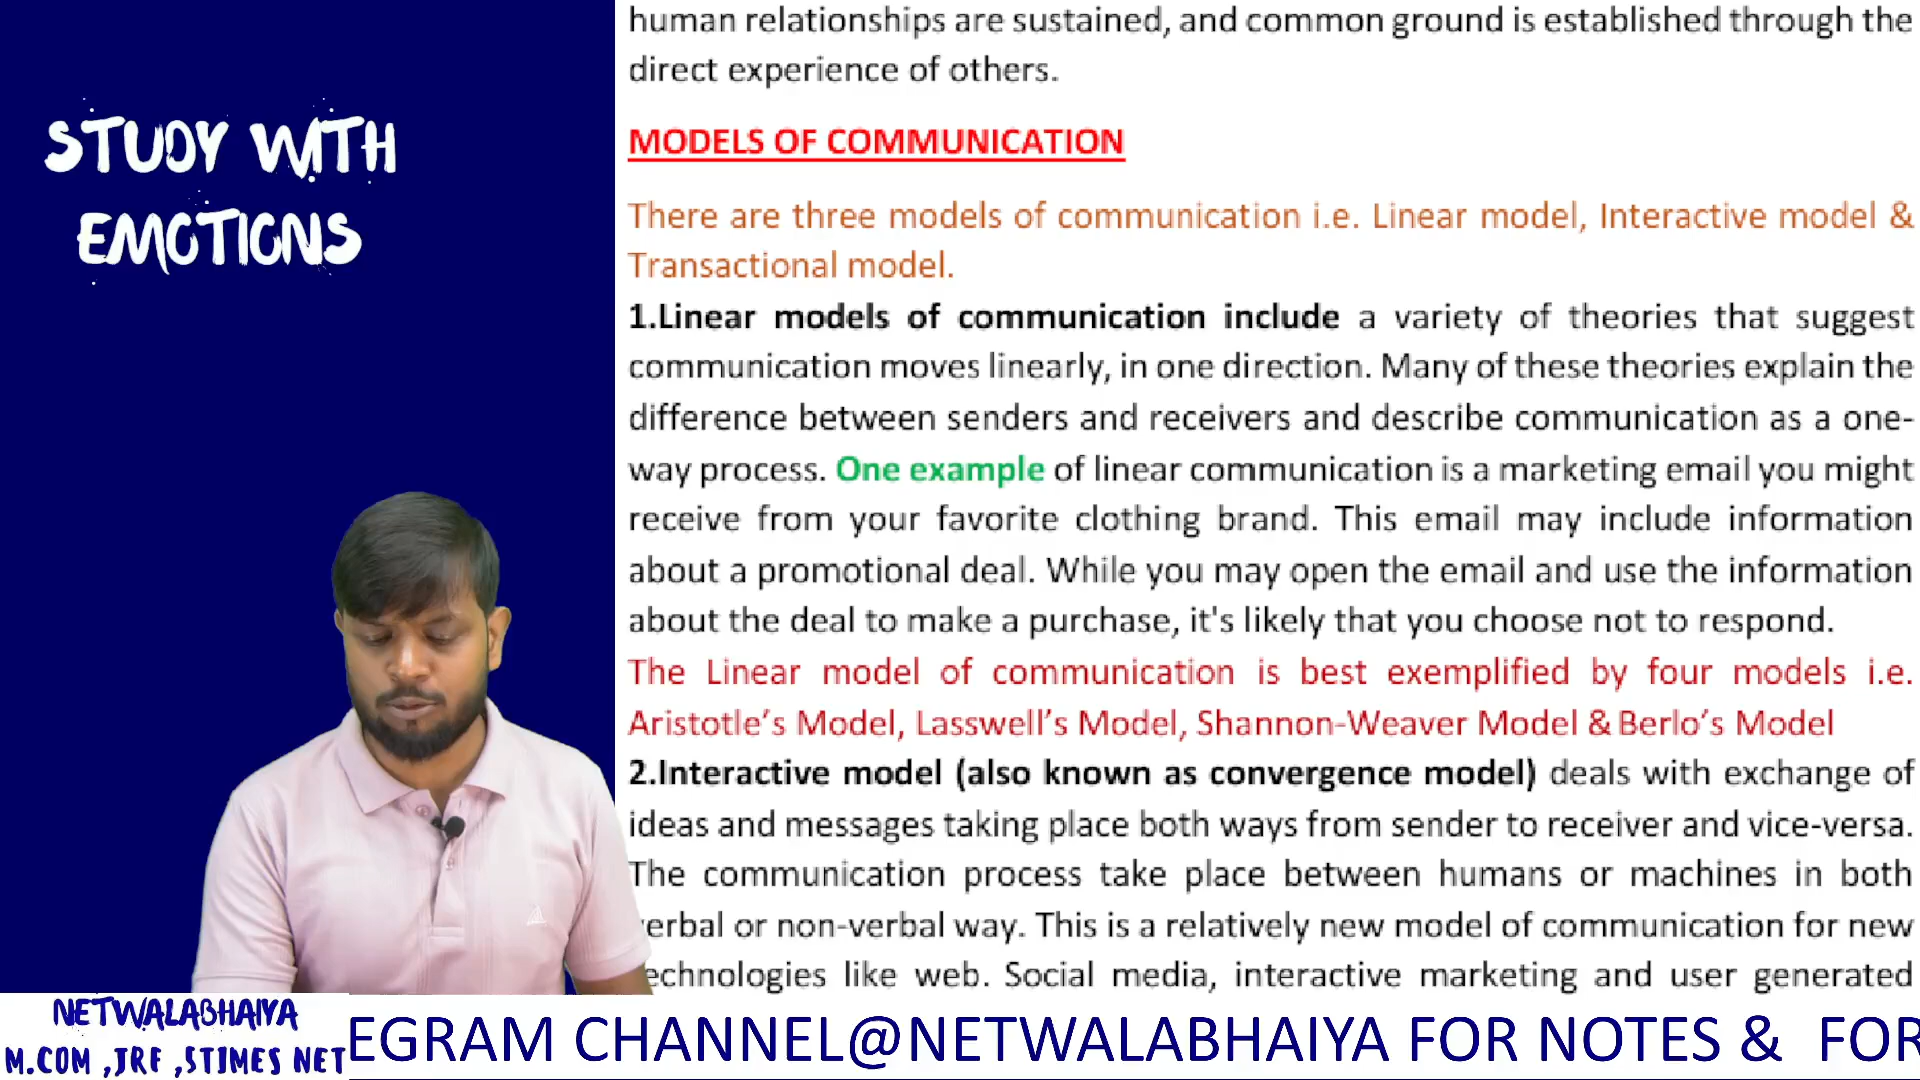 STUDY WITH
EMOTIONS
human relationships are sustained, and common ground is established through the
direct experience of others.
MODELS OF COMMUNICATION
There are three models of communication i.e. Linear model, Interactive model &
Transactional model.
1.Linear models of communication include a variety of theories that suggest
communication moves linearly, in one direction. Many of these theories explain the
difference between senders and receivers and describe communication as a one-
way process. One example of linear communication is a marketing email you might
receive from your favorite clothing brand. This email may include information
about a promotional deal. While you may open the email and use the information
about the deal to make a purchase, it's likely that you choose not to respond.
The Linear model of communication is best exemplified by four models i.e.
Aristotle’s Model, Lasswell’s Model, Shannon-Weaver Model & Berlo’s Model
2.Interactive model (also known as convergence model) deals with exchange of
ideas and messages taking place both ways from sender to receiver and vice-versa.
The communication process take place between humans or machines in both
verbal or non-verbal way. This is a relatively new model of communication for new
technologies like web. Social media, interactive marketing and user generated
NETWALABHAIYA
M.COM ,JRF ,5TIMES NET
EGRAM CHANNEL@NETWALABHAIYA FOR NOTES & FOR